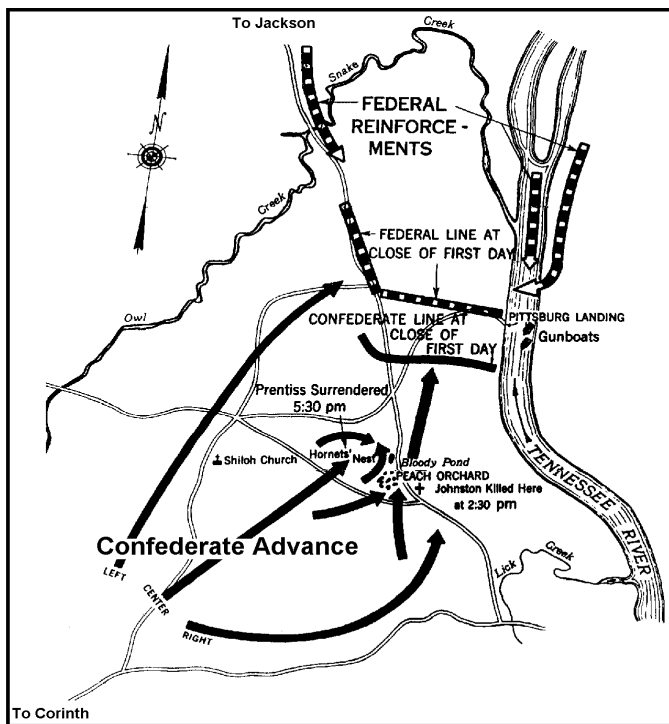 To Jackson
Creek
Snake
FEDERAL
REINFORCE -
MENTS
N
Creek
Owl
FEDERAL LINE AT
CLOSE OF FIRST DAY
CONFEDERATE LINE AT
CLOSE OF
FIRST DAY
PITTSBURG LANDING
Gunboats
Prentiss Surrendered
5:30 pm
Shiloh Church
Hornets'
Nest
Bloody Pond
PEACH ORCHARD
Johnston Killed Here
at 2:30 pm
TENNESSEE
RIVER
Confederate Advance
LEFT
CENTER
RIGHT
Lick
Creek
To Corinth